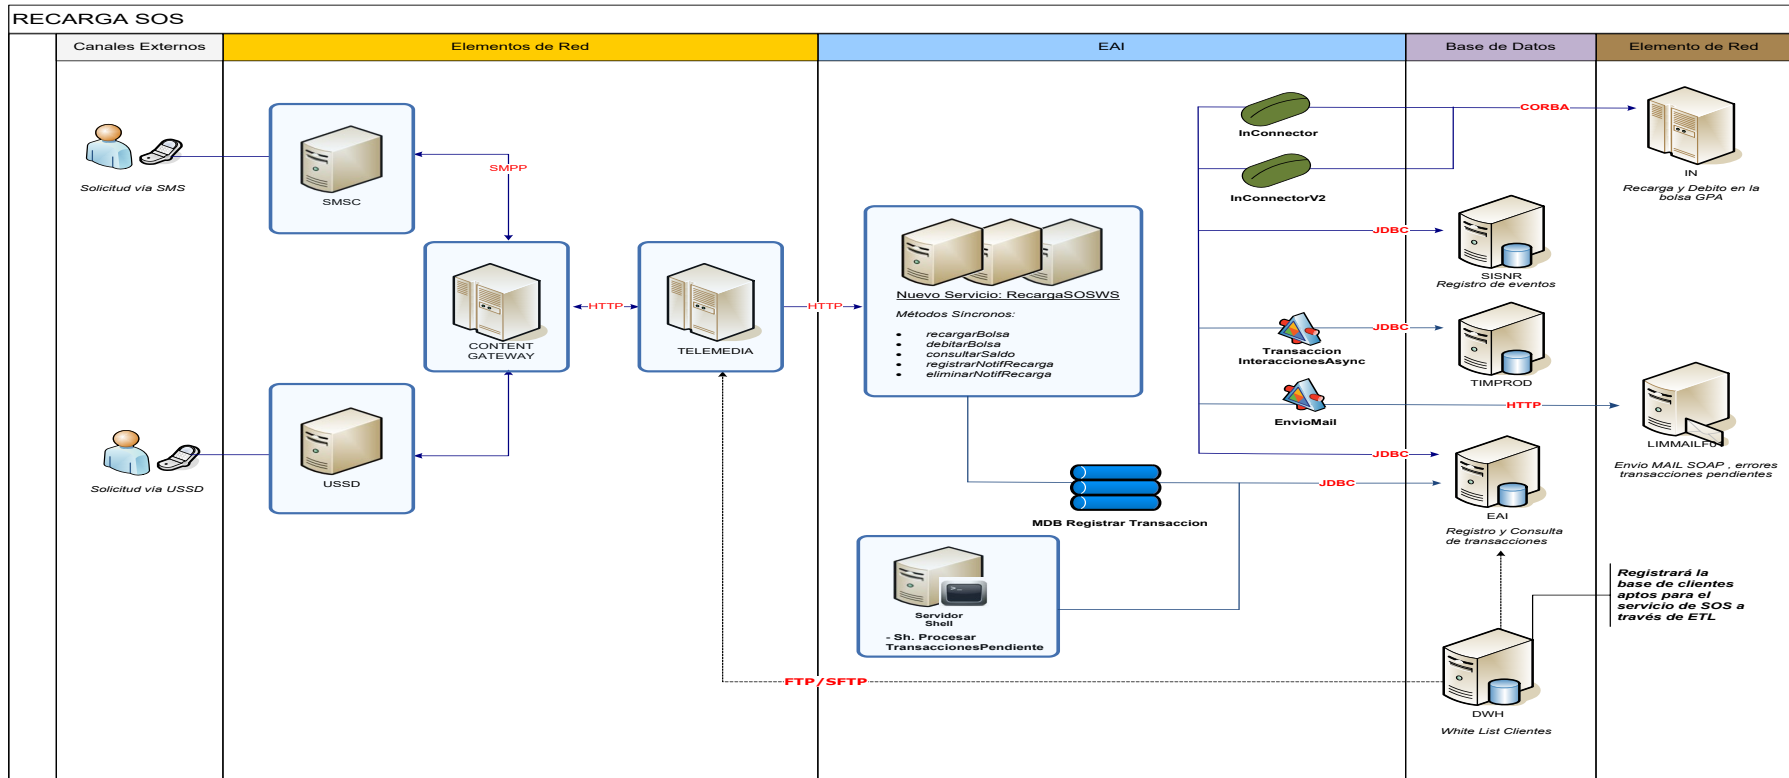 RECARGA SOS
Canales Externos
Elementos de Red
EAI
Base de Datos
Elemento de Red
Solicitud vía SMS
SMSC
SMPP
CONTENT
GATEWAY
HTTP
TELEMEDIA
HTTP
Solicitud vía USSD
USSD
Nuevo Servicio: RecargaSOSWS
Métodos Síncronos:
• recargarBolsa
• debitarBolsa
• consultarSaldo
• registrarNotifRecarga
• eliminarNotifRecarga
InConnector
InConnectorV2
CORBA
IN
Recarga y Debito en la
bolsa GPA
JDBC
SISNR
Registro de eventos
Transaccion
InteraccionesAsync
JDBC
TIMPROD
EnvioMail
HTTP
LIMMAILF01
Envio MAIL SOAP , errores
transacciones pendientes
JDBC
MDB Registrar Transaccion
JDBC
EAI
Registro y Consulta
de transacciones
Servidor
Shell
- Sh. Procesar
TransaccionesPendiente
Registrará la
base de clientes
aptos para el
servicio de SOS a
través de ETL
FTP/SFTP
DWH
White List Clientes